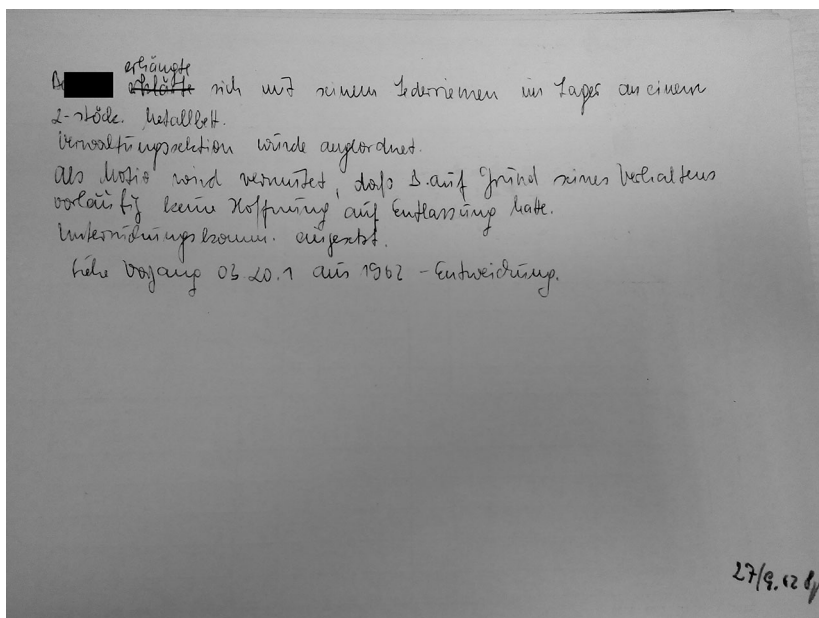 erhängte
sich mit seinem Lederriemen im Lager an einem
2-stöck. Metallbett.
Verwaltungssektion wurde angeordnet.
Als Motiv wird vermutet, daß B. auf Grund seines Verhaltens
vorläufig keine Hoffnung auf Entlassung hatte.
Untersuchungskomm. angesetzt.
Siehe Vorgang 03.20.1 aus 1962 - Entweichung.
27/9.62